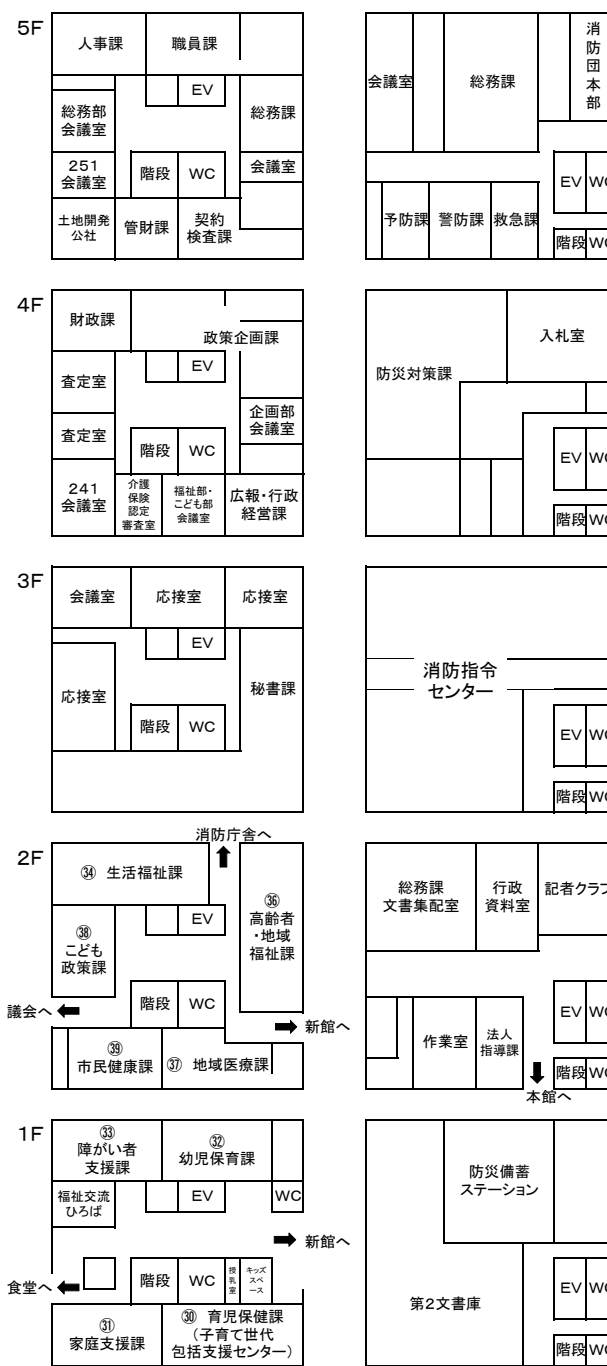 5F
人事課
職員課
EV
総務部
会議室
総務課
251
会議室
階段
WC
会議室
土地開発
公社
管財課
契約
検査課
会議室
総務課
消防団本部
EV
WC
予防課
警防課
救急課
階段
WC
4F
財政課
政策企画課
EV
査定室
企画部
会議室
査定室
階段
WC
241
会議室
介護
保険
認定
審査室
福祉部・
こども部
会議室
広報・行政
経営課
防災対策課
入札室
EV
WC
階段
WC
3F
会議室
応接室
応接室
EV
応接室
秘書課
階段
WC
消防指令
センター
EV
WC
階段
WC
消防庁舎へ
2F
㉞ 生活福祉課
㊱
高齢者
・地域
福祉課
EV
㊳
こども
政策課
議会へ
階段
WC
新館へ
㊴
市民健康課
㊲ 地域医療課
総務課
文書集配室
行政
資料室
記者クラブ
EV
WC
作業室
法人
指導課
階段
WC
本館へ
1F
㉝
障がい者
支援課
㉜
幼児保育課
福祉交流
ひろば
EV
WC
新館へ
食堂へ
階段
WC
授乳室
キッズ
スペ
ース
㉛
家庭支援課
㉚ 育児保健課
(子育て世代
包括支援センター)
防災備蓄
ステーション
第2文書庫
EV
WC
階段
WC